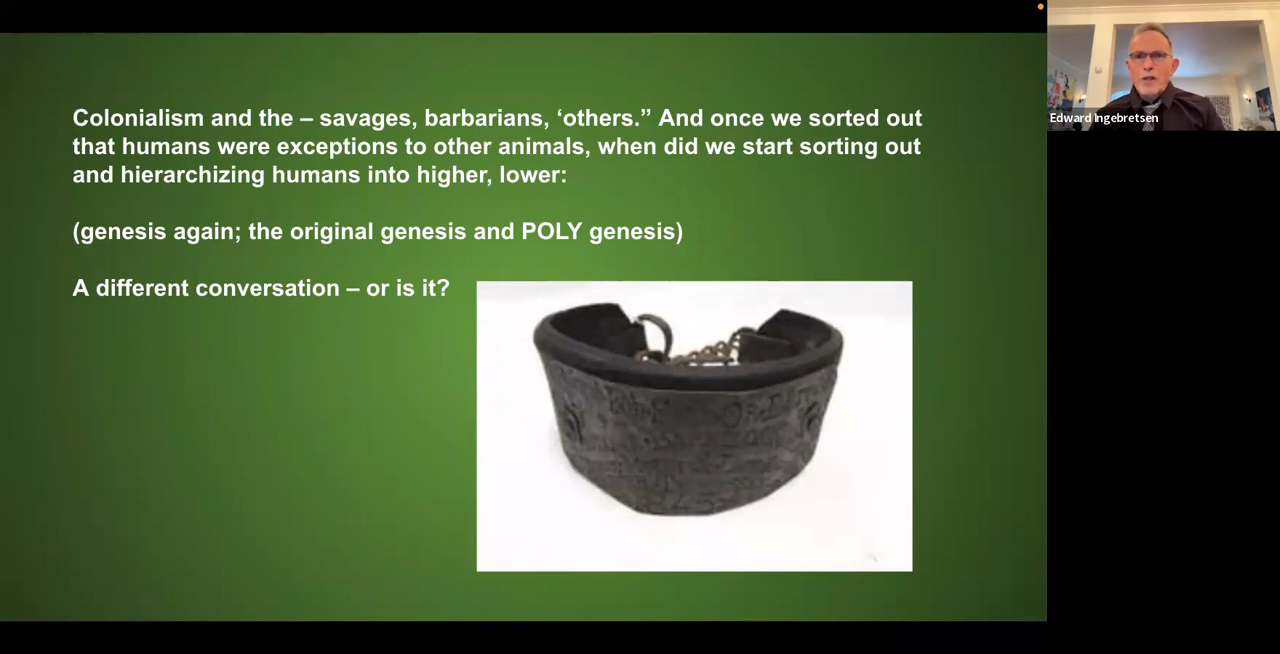 Colonialism and the – savages, barbarians, ‘others.” And once we sorted out
that humans were exceptions to other animals, when did we start sorting out
and hierarchizing humans into higher, lower:
(genesis again; the original genesis and POLY genesis)
A different conversation – or is it?
Edward Ingebretsen